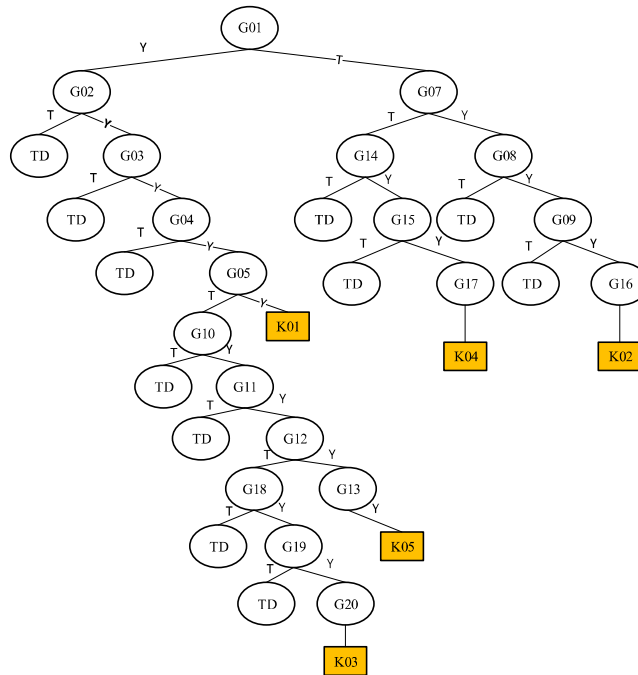 G01
Y T
G02 G07
T Y T Y
TD G03 G14 G08
T Y T Y T Y
TD G04 TD G15 TD G09
T Y T Y T Y
TD G05 TD G17 TD G16
T Y
G10 K01 K04 K02
T Y
TD G11
T Y
TD G12
T Y
G18 G13
T Y Y
TD G19 K05
T Y
TD G20
K03